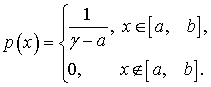 p(x) = { 1/(γ−a), x∈[a, b],
0, x∉[a, b].